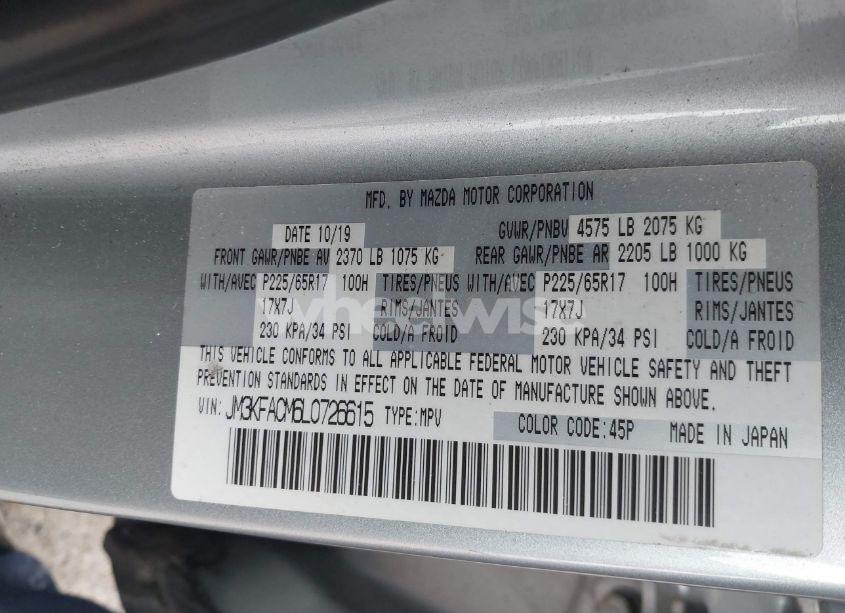 MFD. BY MAZDA MOTOR CORPORATION
DATE 10/19 GVWR/PNBV 4575 LB 2075 KG
FRONT GAWR/PNBE AV 2370 LB 1075 KG REAR GAWR/PNBE AR 2205 LB 1000 KG
WITH/AVEC P225/65R17 100H TIRES/PNEUS WITH/AVEC P225/65R17 100H TIRES/PNEUS
17X7J RIMS/JANTES 17X7J RIMS/JANTES
230 KPA/34 PSI COLD/A FROID 230 KPA/34 PSI COLD/A FROID
THIS VEHICLE CONFORMS TO ALL APPLICABLE FEDERAL MOTOR VEHICLE SAFETY AND THEFT
PREVENTION STANDARDS IN EFFECT ON THE DATE OF MANUFACTURE SHOWN ABOVE.
VIN: JM3KFACM6L0726615 TYPE:MPV COLOR CODE:45P MADE IN JAPAN